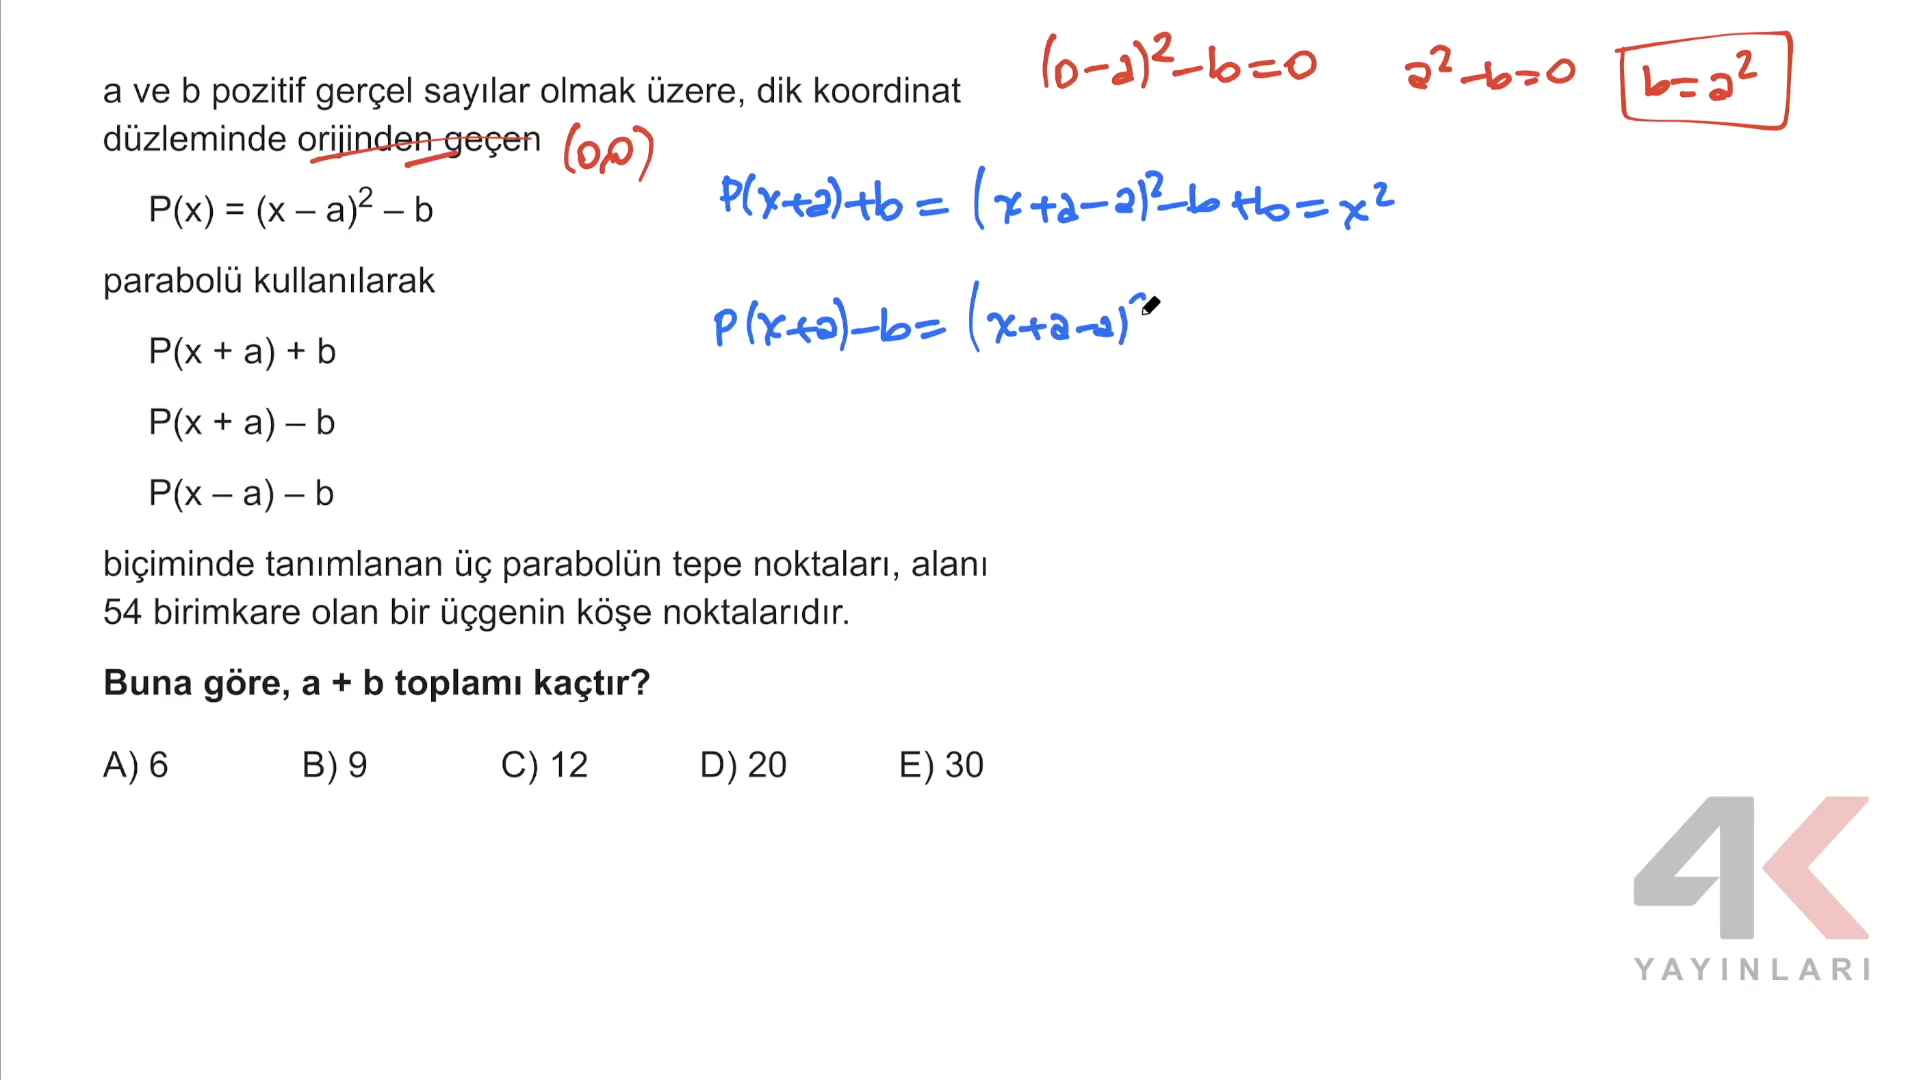 a ve b pozitif gerçel sayılar olmak üzere, dik koordinat
düzleminde orijinden geçen (0,0)
P(x) = (x – a)² – b
parabolü kullanılarak
P(x + a) + b
P(x + a) – b
P(x – a) – b
biçiminde tanımlanan üç parabolün tepe noktaları, alanı
54 birimkare olan bir üçgenin köşe noktalarıdır.
Buna göre, a + b toplamı kaçtır?
A) 6 B) 9 C) 12 D) 20 E) 30
(0-a)²-b=0 a²-b=0 b=a²
P(x+a)+b = (x+a-a)²-b+b=x²
P(x+a)-b= (x+a-a)
4K
YAYINLARI